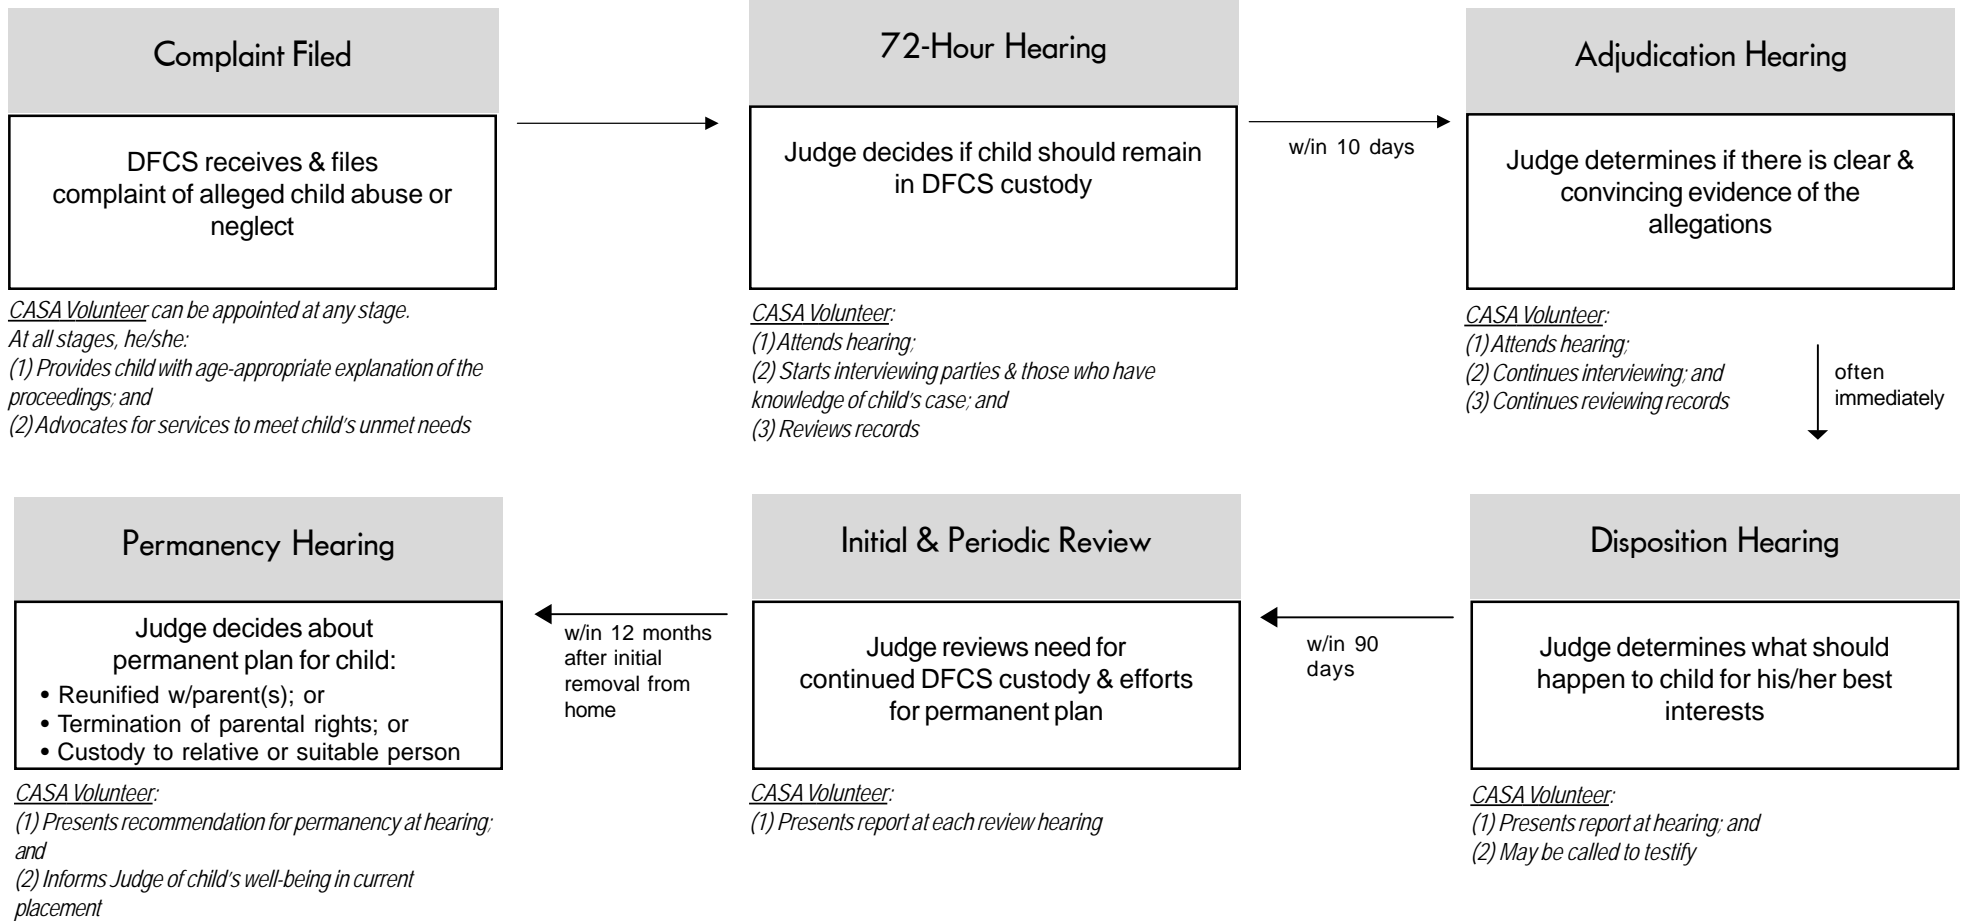 Complaint Filed
DFCS receives & files
complaint of alleged child abuse or
neglect
CASA Volunteer can be appointed at any stage.
At all stages, he/she:
(1) Provides child with age-appropriate explanation of the
proceedings; and
(2) Advocates for services to meet child's unmet needs
72-Hour Hearing
Judge decides if child should remain
in DFCS custody
CASA Volunteer:
(1) Attends hearing;
(2) Starts interviewing parties & those who have
knowledge of child's case; and
(3) Reviews records
w/in 10 days
Adjudication Hearing
Judge determines if there is clear &
convincing evidence of the
allegations
CASA Volunteer:
(1) Attends hearing;
(2) Continues interviewing; and
(3) Continues reviewing records
often
immediately
Disposition Hearing
Judge determines what should
happen to child for his/her best
interests
CASA Volunteer:
(1) Presents report at hearing; and
(2) May be called to testify
w/in 90
days
Initial & Periodic Review
Judge reviews need for
continued DFCS custody & efforts
for permanent plan
CASA Volunteer:
(1) Presents report at each review hearing
w/in 12 months
after initial
removal from
home
Permanency Hearing
Judge decides about
permanent plan for child:
• Reunified w/parent(s); or
• Termination of parental rights; or
• Custody to relative or suitable person
CASA Volunteer:
(1) Presents recommendation for permanency at hearing;
and
(2) Informs Judge of child's well-being in current
placement